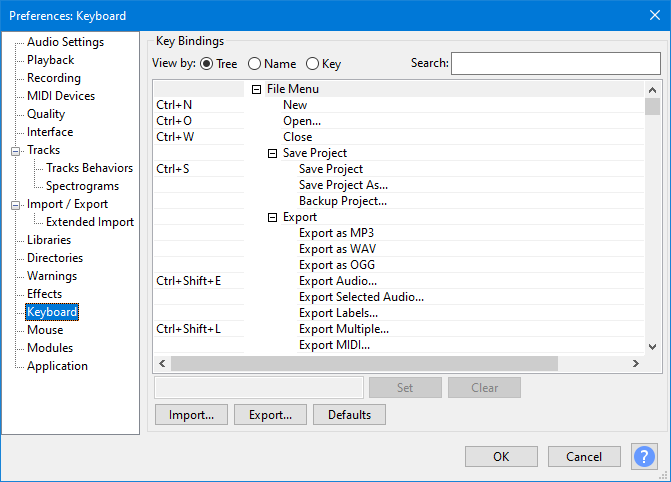 Preferences: Keyboard
Audio Settings
Playback
Recording
MIDI Devices
Quality
Interface
Tracks
Tracks Behaviors
Spectrograms
Import / Export
Extended Import
Libraries
Directories
Warnings
Effects
Keyboard
Mouse
Modules
Application
Key Bindings
View by: Tree Name Key Search:
File Menu
Ctrl+N New
Ctrl+O Open...
Ctrl+W Close
Save Project
Ctrl+S Save Project
Save Project As...
Backup Project...
Export
Export as MP3
Export as WAV
Export as OGG
Ctrl+Shift+E Export Audio...
Export Selected Audio...
Export Labels...
Ctrl+Shift+L Export Multiple...
Export MIDI...
Set Clear
Import... Export... Defaults
OK Cancel ?